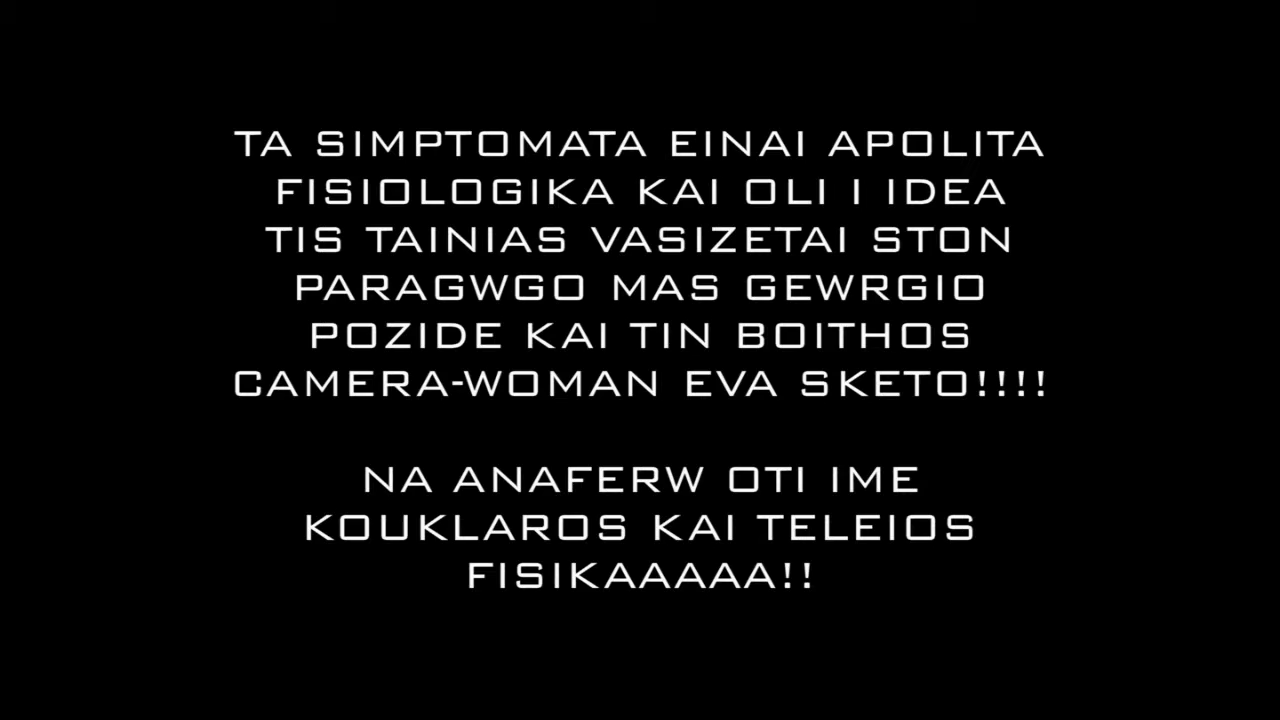 TA SIMPTOMATA EINAI APOLITA
FISIOLOGIKA KAI OLI I IDEA
TIS TAINIAS VASIZETAI STON
PARAGWGO MAS GEWRGIO
POZIDE KAI TIN BOITHOS
CAMERA-WOMAN EVA SKETO!!!!
NA ANAFERW OTI IME
KOUKLAROS KAI TELEIOS
FISIKAAAAA!!